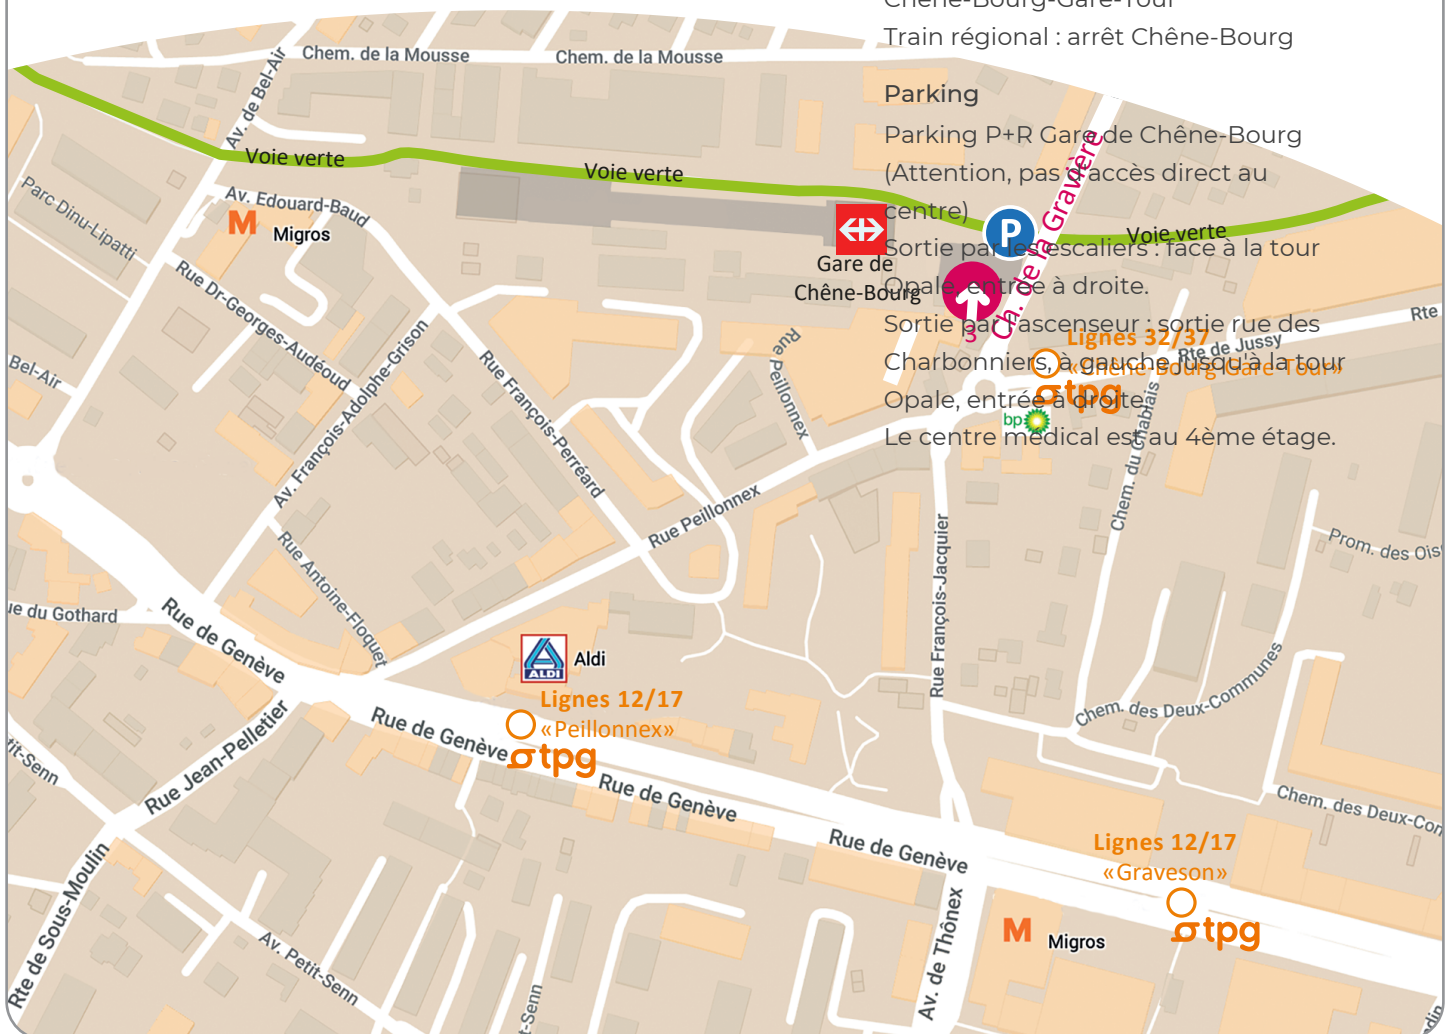 Chêne-Bourg-Gare-Tour
Train régional : arrêt Chêne-Bourg
Parking
Parking P+R Gare de Chêne-Bourg
(Attention, pas d'accès direct au
centre)
Sortie par les escaliers : face à la tour
Opale, entrée à droite.
Sortie par l'ascenseur : sortie rue des
Charbonniers, à gauche jusqu'à la tour
Opale, entrée à droite.
Le centre médical est au 4ème étage.
Chem. de la Mousse
Chem. de la Mousse
Av. de Bel-Air
Voie verte
Voie verte
Voie verte
Parc Dinu-Lipatti
Av. Edouard-Baud
M
Migros
P
Ch. de la Gravière
Gare de
Chêne-Bourg
3
Rue Dr-Georges-Audéoud
Bel-Air
Av. François-Adolphe-Grison
Rue François-Perréard
Rue Peillonnex
Rue Peillonnex
Lignes 32/37
«Chêne-Bourg-Gare-Tour»
tpg
bp
Rte de Jussy
Rte
Chem. du Chablais
Prom. des Ois
Rue François-Jacquier
Rue Antoine-Floquet
ue du Gothard
Rue de Genève
ALDI
Aldi
Lignes 12/17
«Peillonnex»
tpg
Rue de Genève
Rue de Genève
Rue de Genève
Chem. des Deux-Communes
Chem. des Deux-Con
Rue Jean-Pelletier
tit-Senn
Rte de Sous-Moulin
Av. Petit-Senn
t-Senn
Av. de Thônex
Lignes 12/17
«Graveson»
tpg
M
Migros